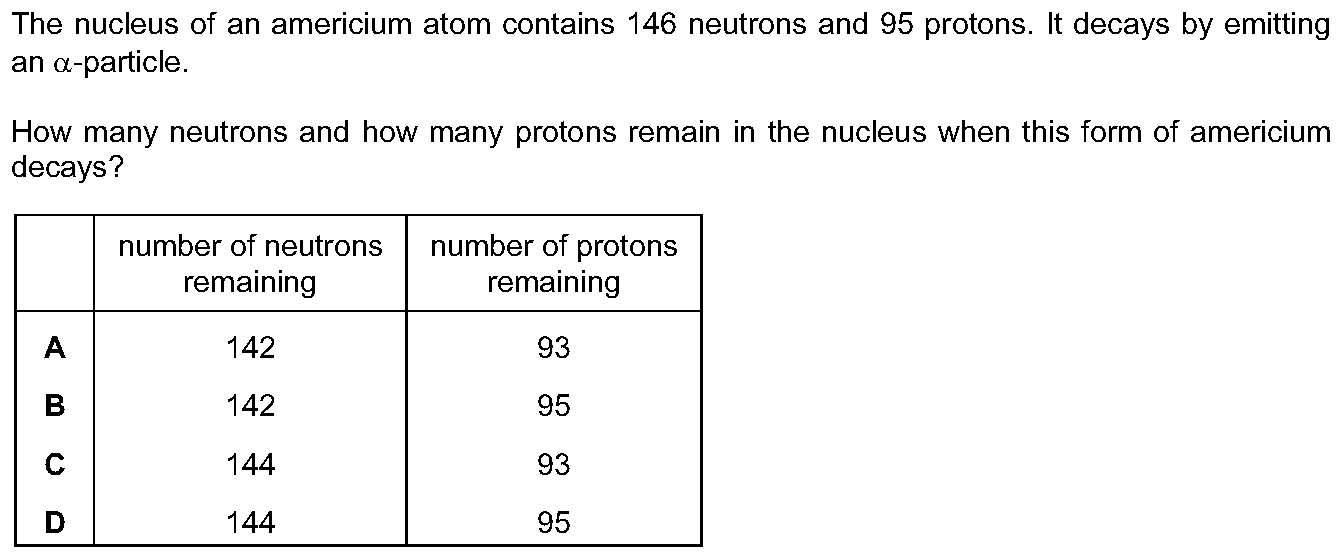 The nucleus of an americium atom contains 146 neutrons and 95 protons. It decays by emitting
an α-particle.
How many neutrons and how many protons remain in the nucleus when this form of americium
decays?
number of neutrons remaining number of protons remaining
A 142 93
B 142 95
C 144 93
D 144 95